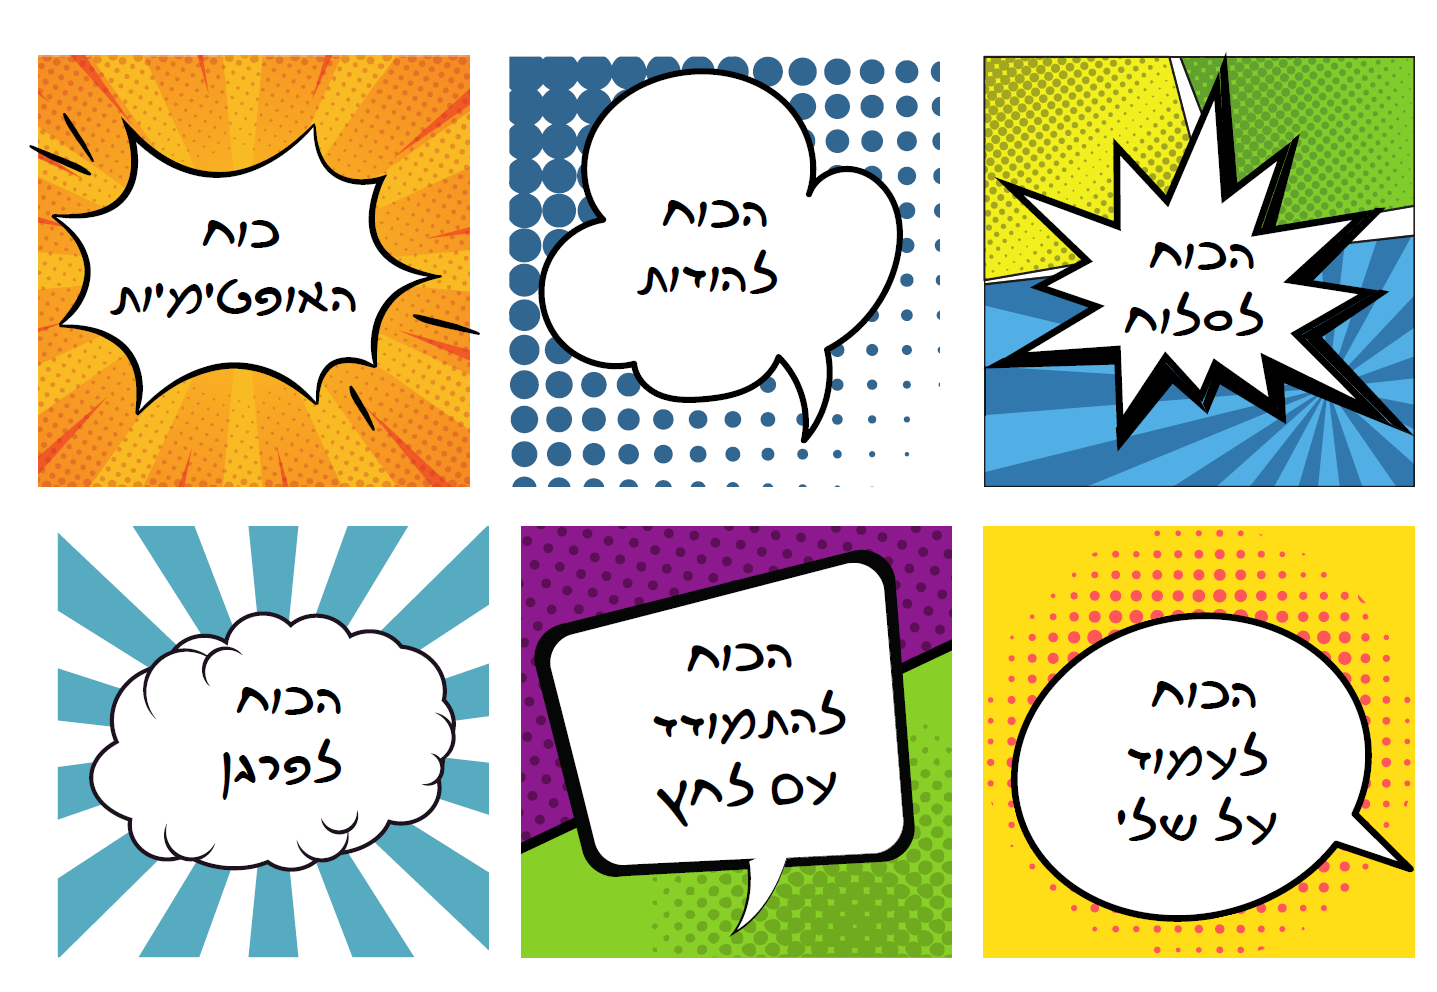 הכוח
לסלוח
הכוח
להודות
כוח
האופטימיות
הכוח
לעמוד
על שלי
הכוח
להתמודד
עם לחץ
הכוח
לפרגן